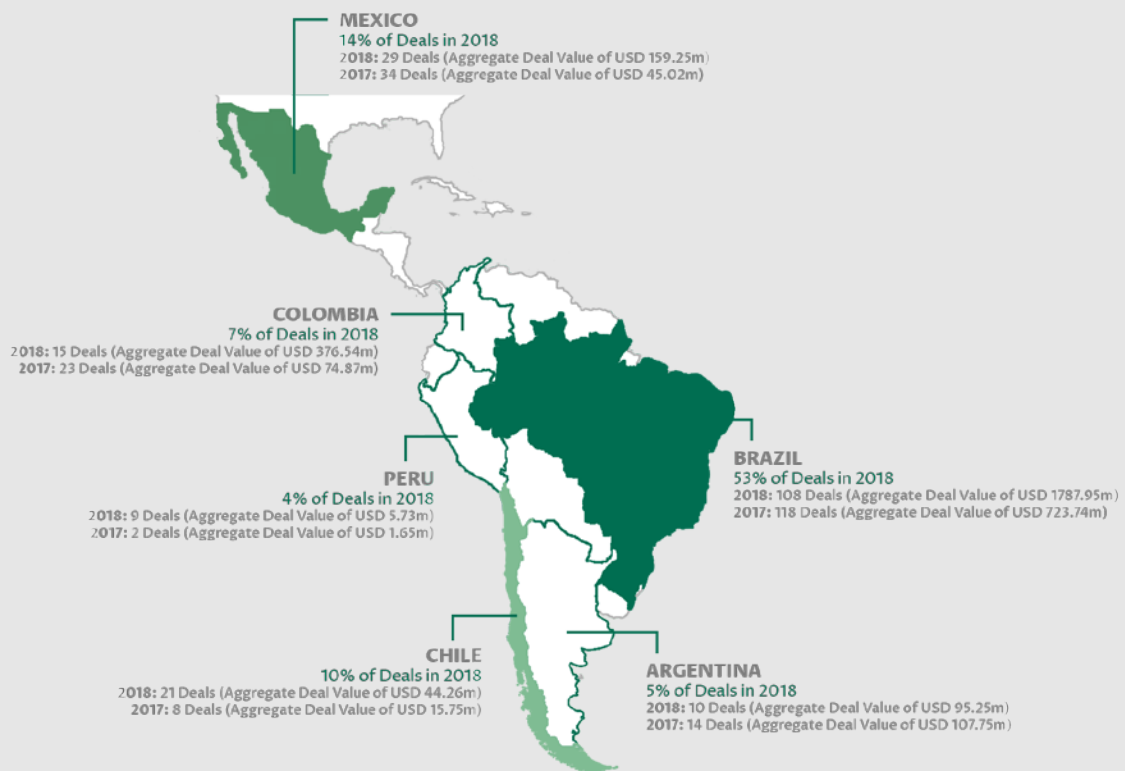 MEXICO
14% of Deals in 2018
2018: 29 Deals (Aggregate Deal Value of USD 159.25m)
2017: 34 Deals (Aggregate Deal Value of USD 45.02m)
COLOMBIA
7% of Deals in 2018
2018: 15 Deals (Aggregate Deal Value of USD 376.54m)
2017: 23 Deals (Aggregate Deal Value of USD 74.87m)
PERU
4% of Deals in 2018
2018: 9 Deals (Aggregate Deal Value of USD 5.73m)
2017: 2 Deals (Aggregate Deal Value of USD 1.65m)
BRAZIL
53% of Deals in 2018
2018: 108 Deals (Aggregate Deal Value of USD 1787.95m)
2017: 118 Deals (Aggregate Deal Value of USD 723.74m)
CHILE
10% of Deals in 2018
2018: 21 Deals (Aggregate Deal Value of USD 44.26m)
2017: 8 Deals (Aggregate Deal Value of USD 15.75m)
ARGENTINA
5% of Deals in 2018
2018: 10 Deals (Aggregate Deal Value of USD 95.25m)
2017: 14 Deals (Aggregate Deal Value of USD 107.75m)